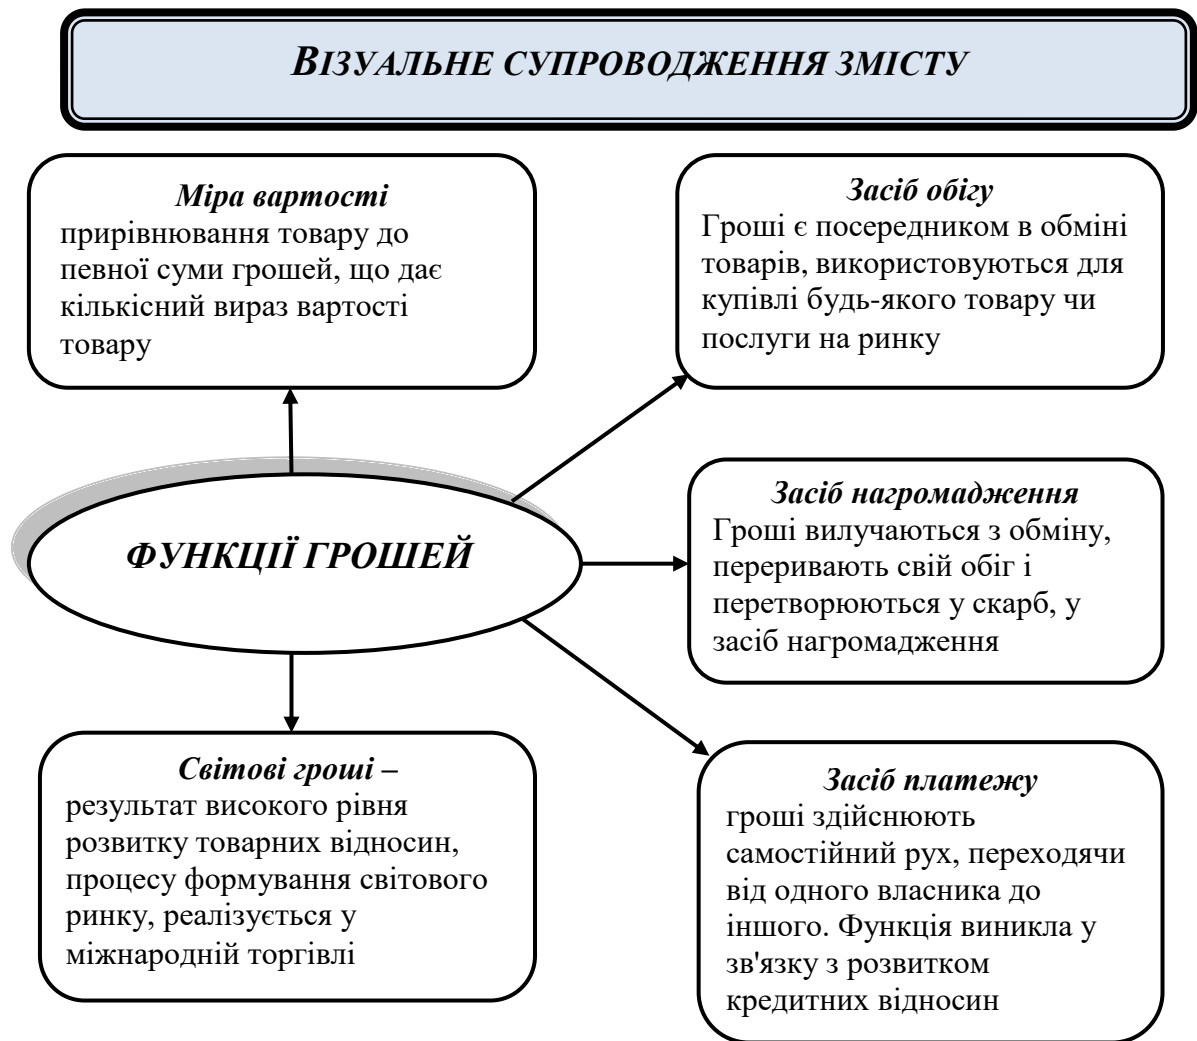 ВІЗУАЛЬНЕ СУПРОВОДЖЕННЯ ЗМІСТУ
Міра вартості
прирівнювання товару до
певної суми грошей, що дає
кількісний вираз вартості
товару
Засіб обігу
Гроші є посередником в обміні
товарів, використовуються для
купівлі будь-якого товару чи
послуги на ринку
ФУНКЦІЇ ГРОШЕЙ
Засіб нагромадження
Гроші вилучаються з обміну,
переривають свій обіг і
перетворюються у скарб, у
засіб нагромадження
Світові гроші –
результат високого рівня
розвитку товарних відносин,
процесу формування світового
ринку, реалізується у
міжнародній торгівлі
Засіб платежу
гроші здійснюють
самостійний рух, переходячи
від одного власника до
іншого. Функція виникла у
зв'язку з розвитком
кредитних відносин